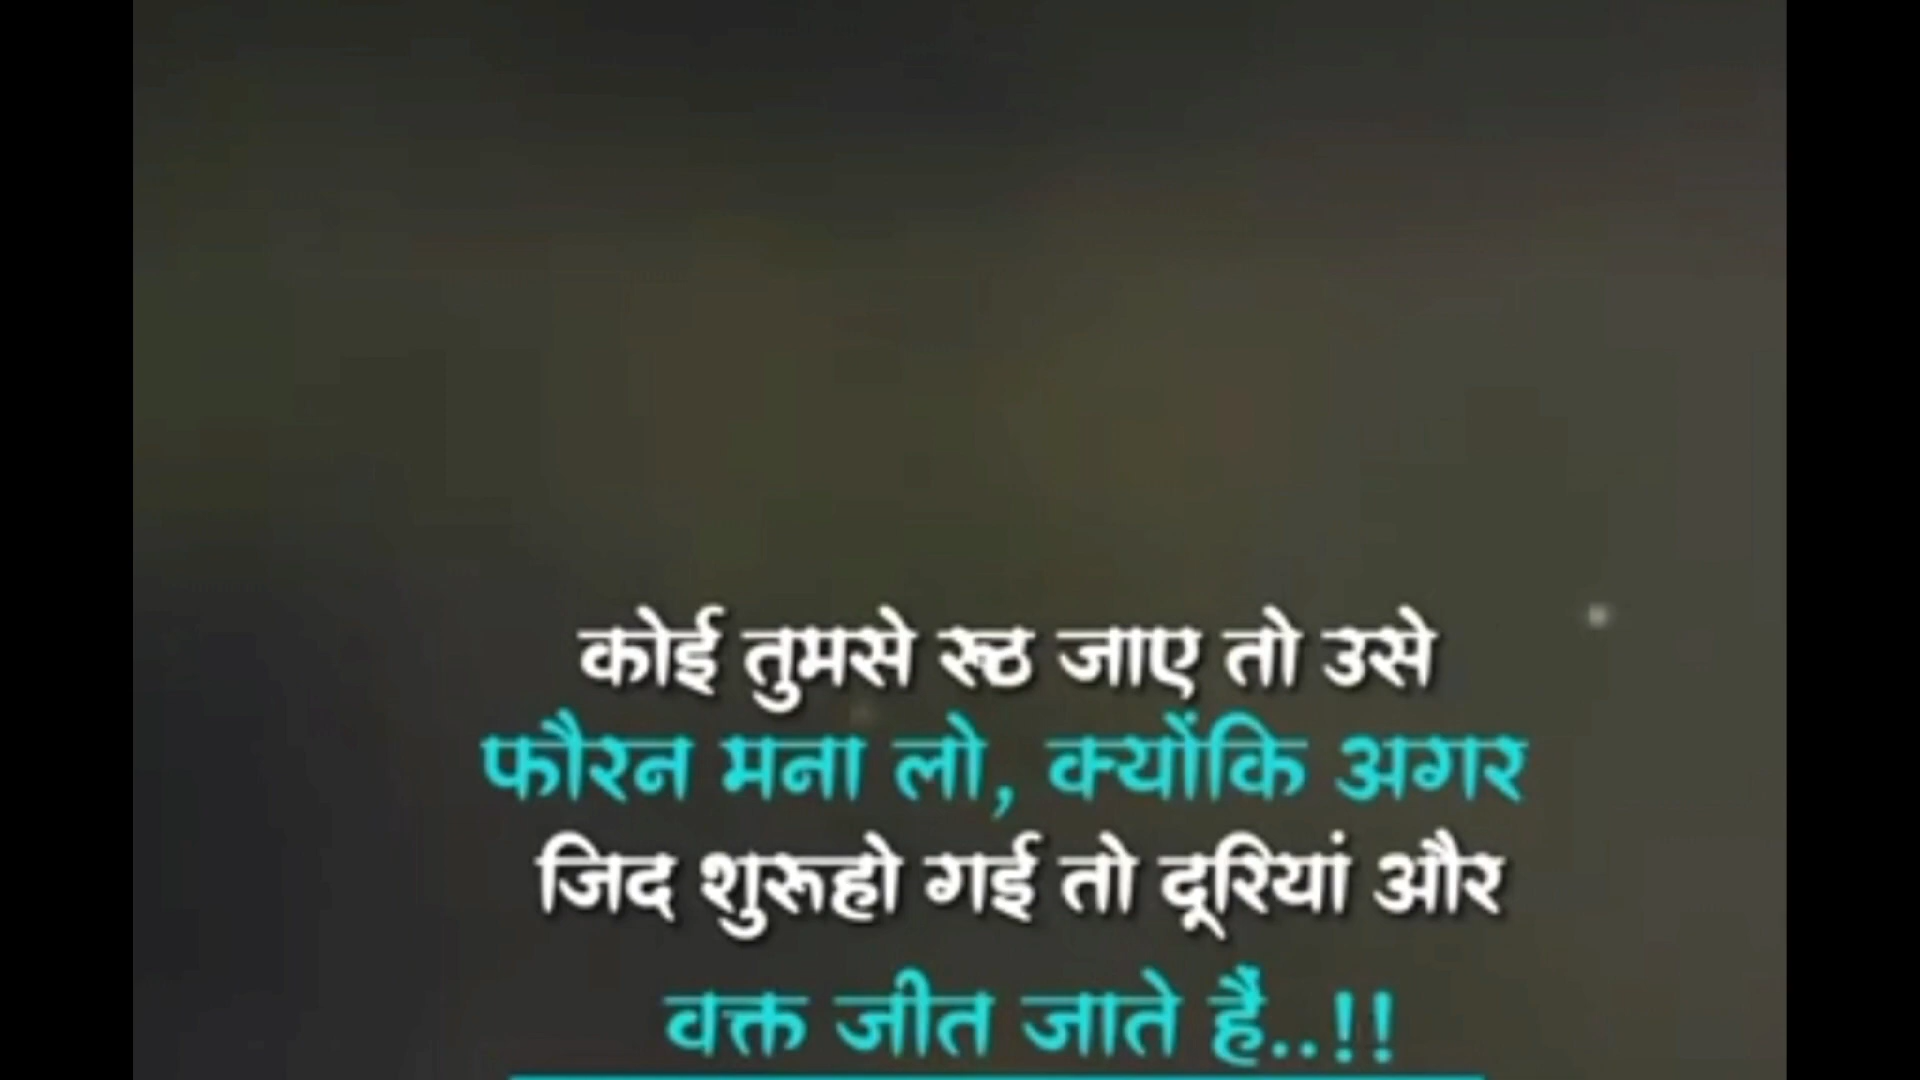 कोई तुमसे रूठ जाए तो उसे
फौरन मना लो, क्योंकि अगर
जिद शुरूहो गई तो दूरियां और
वक्त जीत जाते हैं..!!